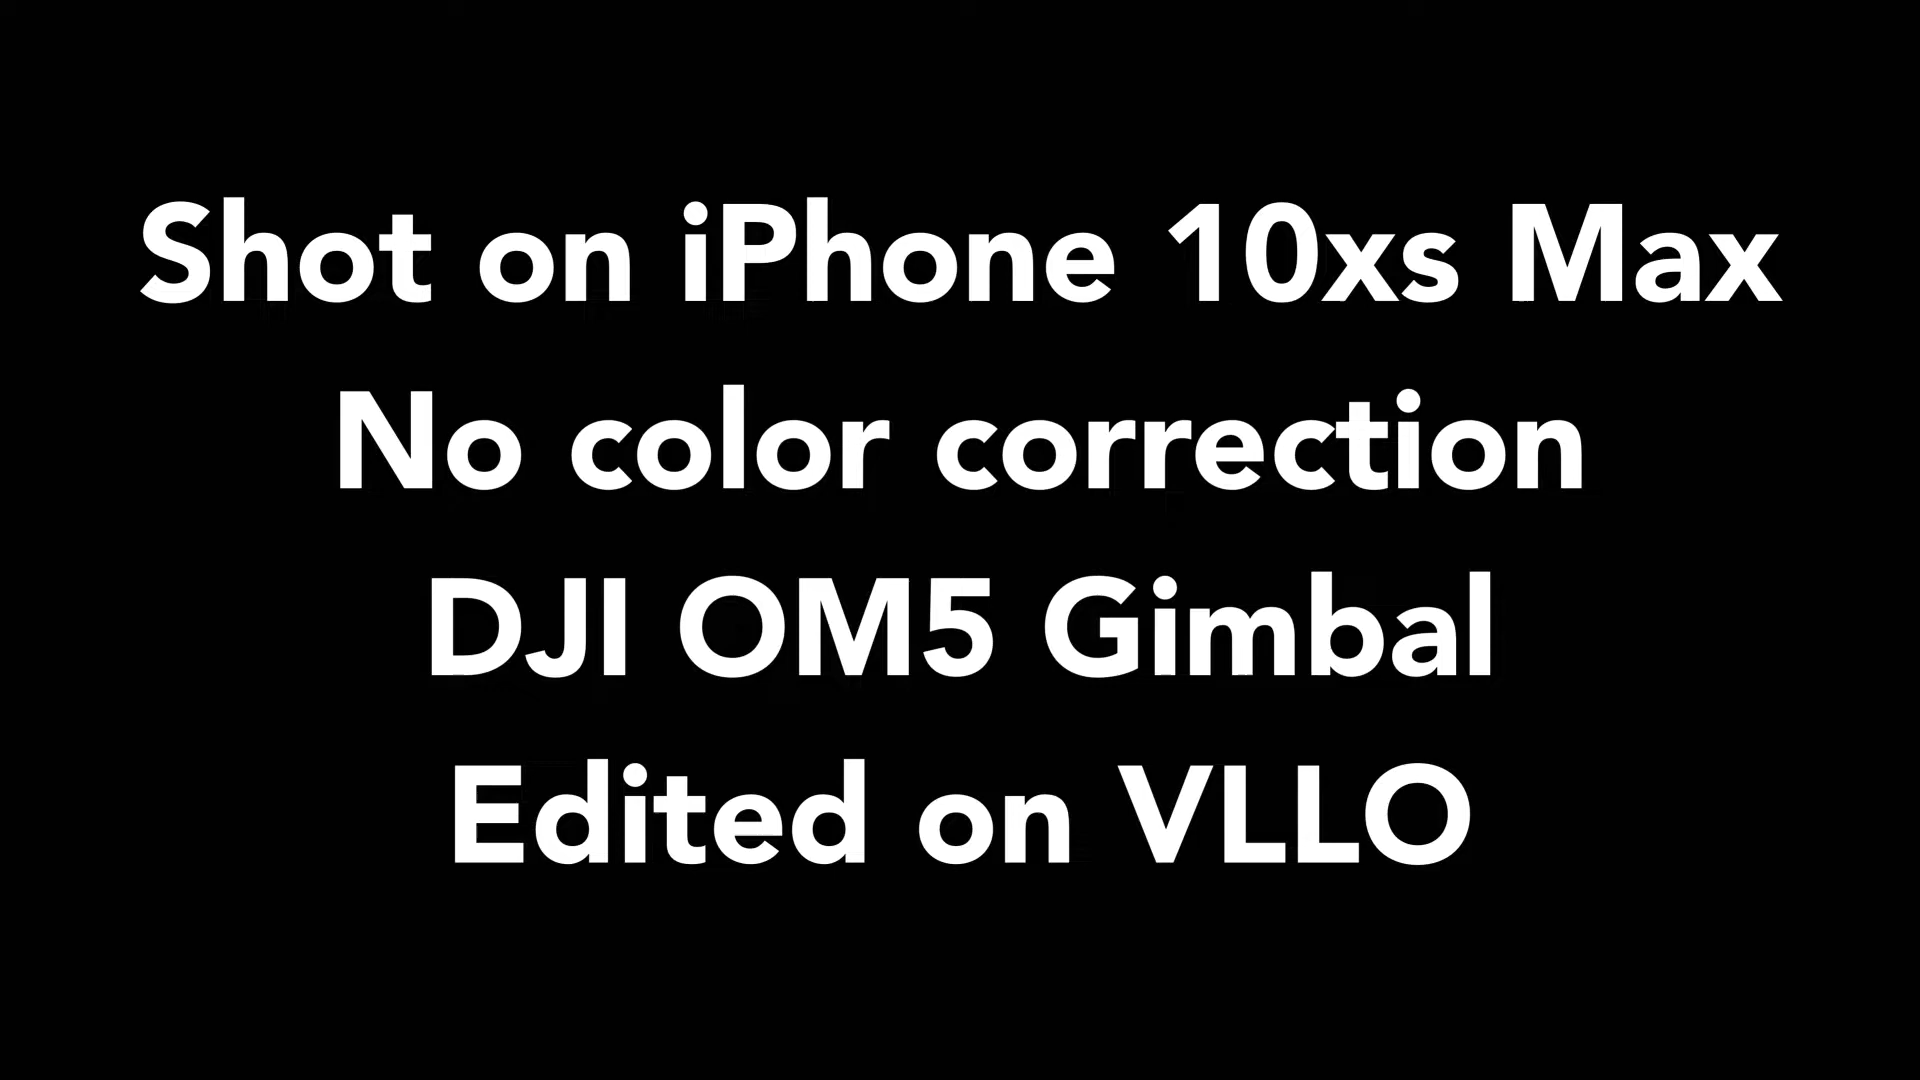 Shot on iPhone 10xs Max
No color correction
DJI OM5 Gimbal
Edited on VLLO